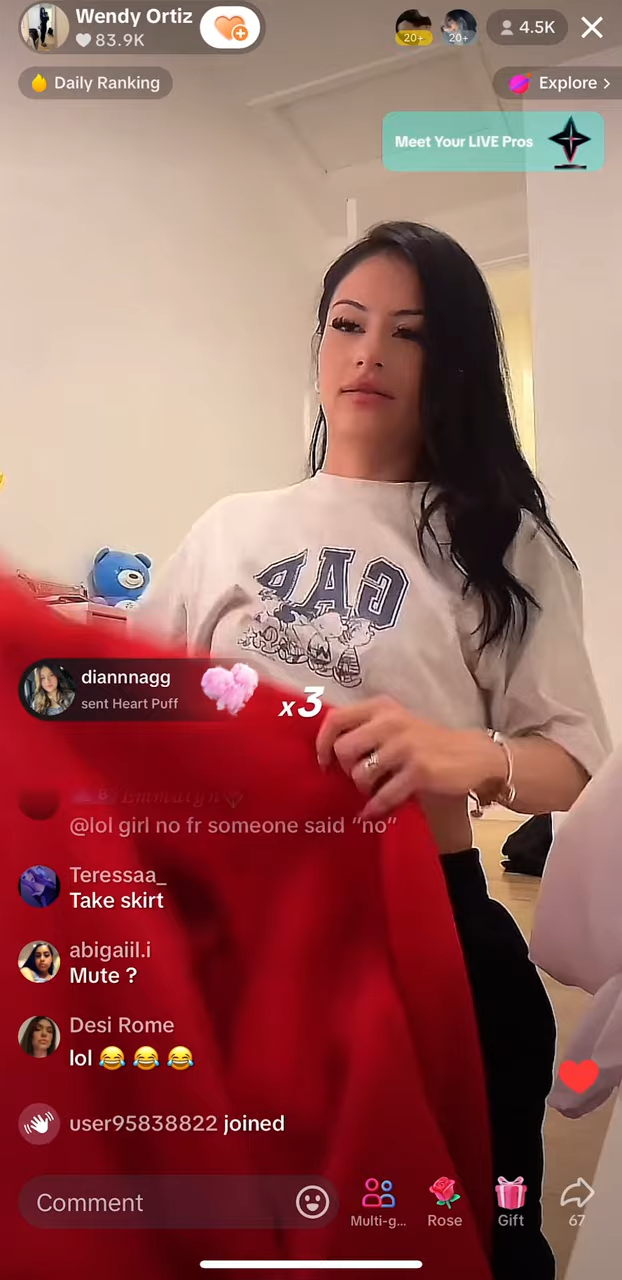 Wendy Ortiz
83.9K
20+
20+
4.5K
Daily Ranking
Explore
Meet Your LIVE Pros
GAP
diannnagg
sent Heart Puff
x3
@lol girl no fr someone said “no”
Teressaa_
Take skirt
abigaiil.i
Mute ?
Desi Rome
lol 😂 😂 😂
user95838822 joined
Comment
Multi-g...
Rose
Gift
67